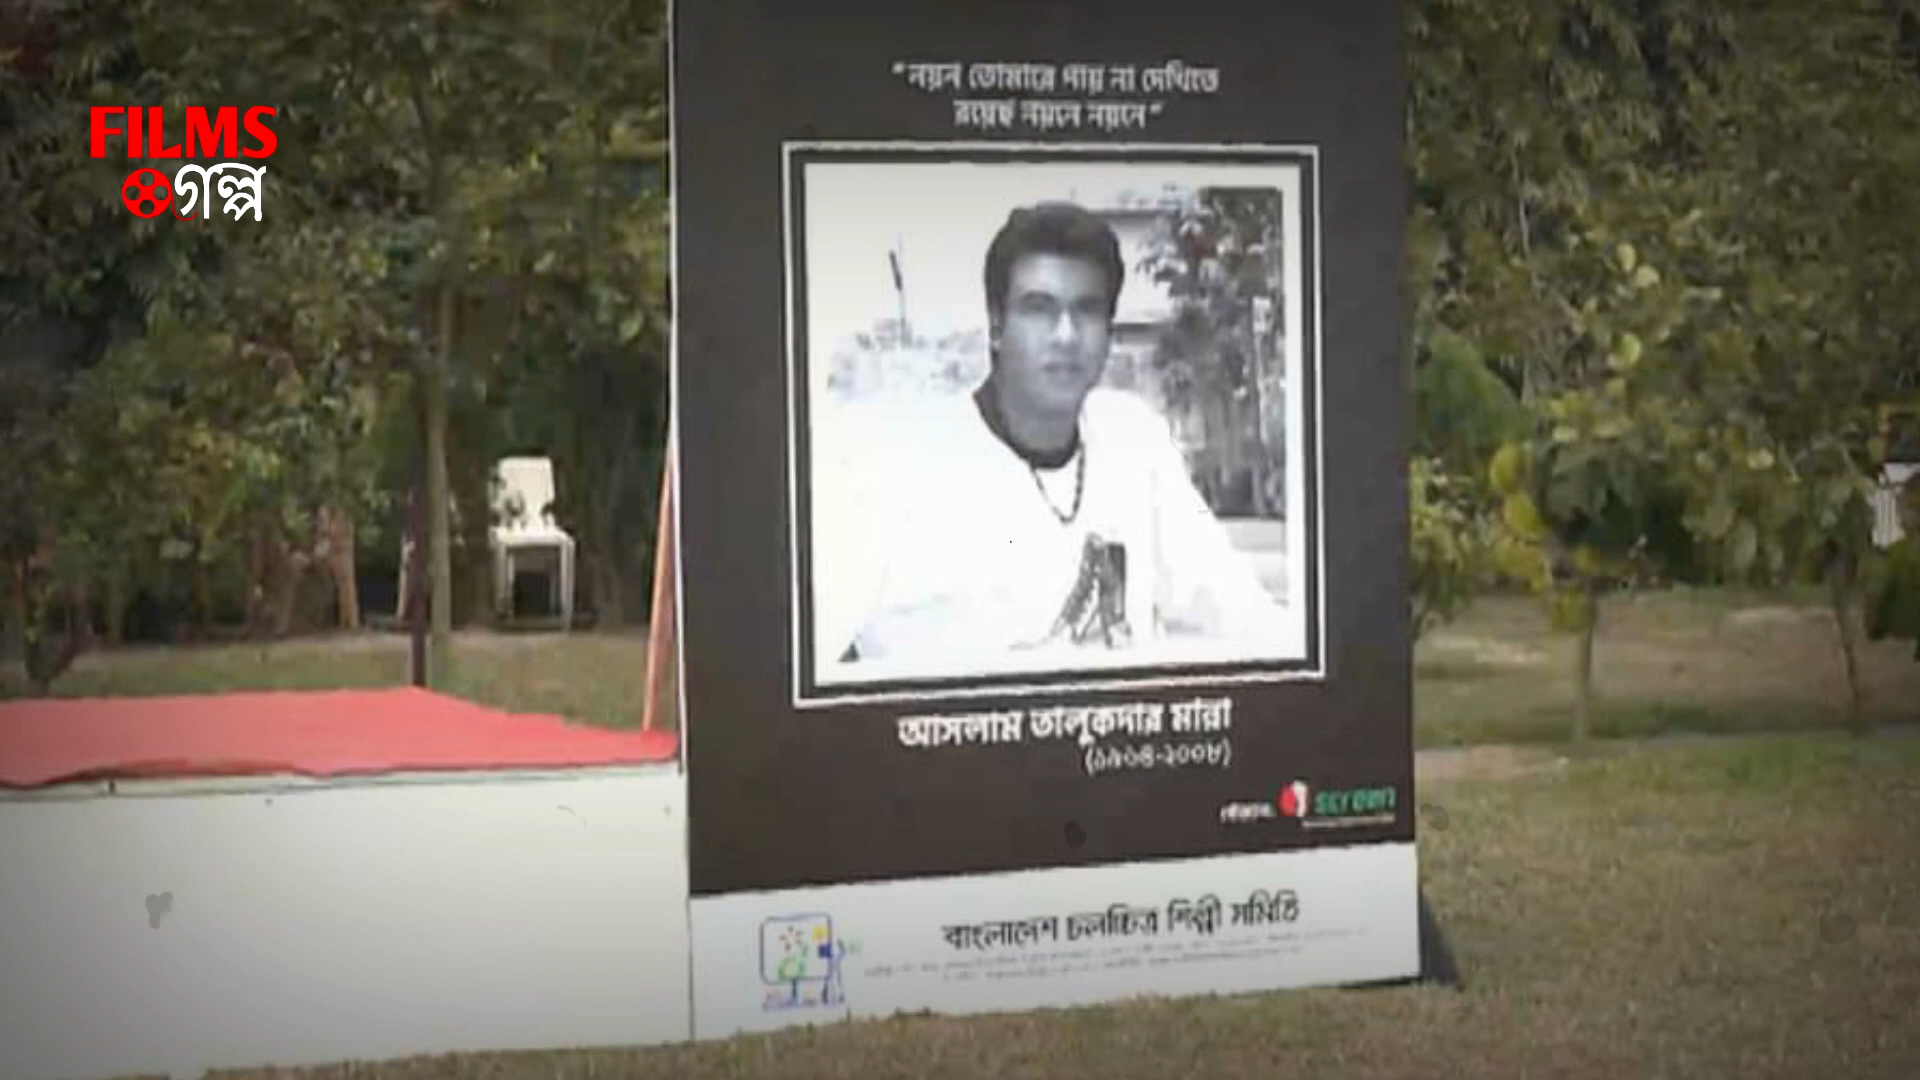 FILMS
গল্প
"নয়ন তোমারে পায় না দেখিতে
রয়েছ নয়নে নয়নে"
আসলাম তালুকদার মান্না
(১৯৬৪-২০০৮)
screen
বাংলাদেশ চলচ্চিত্র শিল্পী সমিতি